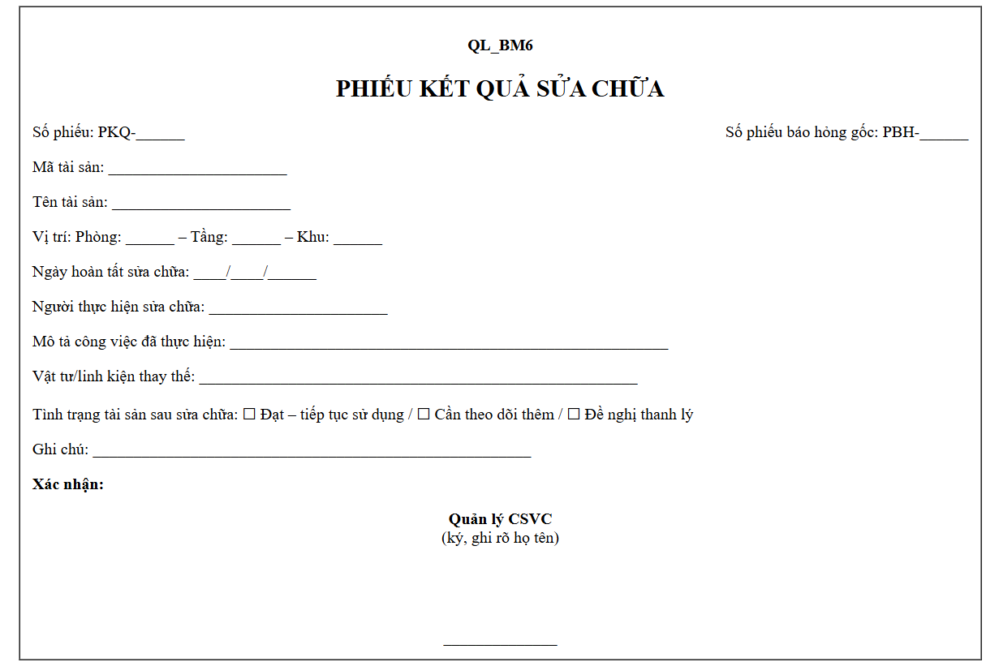 QL_BM6
PHIẾU KẾT QUẢ SỬA CHỮA
Số phiếu: PKQ-______ Số phiếu báo hỏng gốc: PBH-______
Mã tài sản: ______________________
Tên tài sản: ______________________
Vị trí: Phòng: ______ – Tầng: ______ – Khu: ______
Ngày hoàn tất sửa chữa: ____/____/______
Người thực hiện sửa chữa: ______________________
Mô tả công việc đã thực hiện: ______________________________________________________
Vật tư/linh kiện thay thế: ______________________________________________________
Tình trạng tài sản sau sửa chữa: ☐ Đạt – tiếp tục sử dụng / ☐ Cần theo dõi thêm / ☐ Đề nghị thanh lý
Ghi chú: ______________________________________________________
Xác nhận:
Quản lý CSVC
(ký, ghi rõ họ tên)
______________